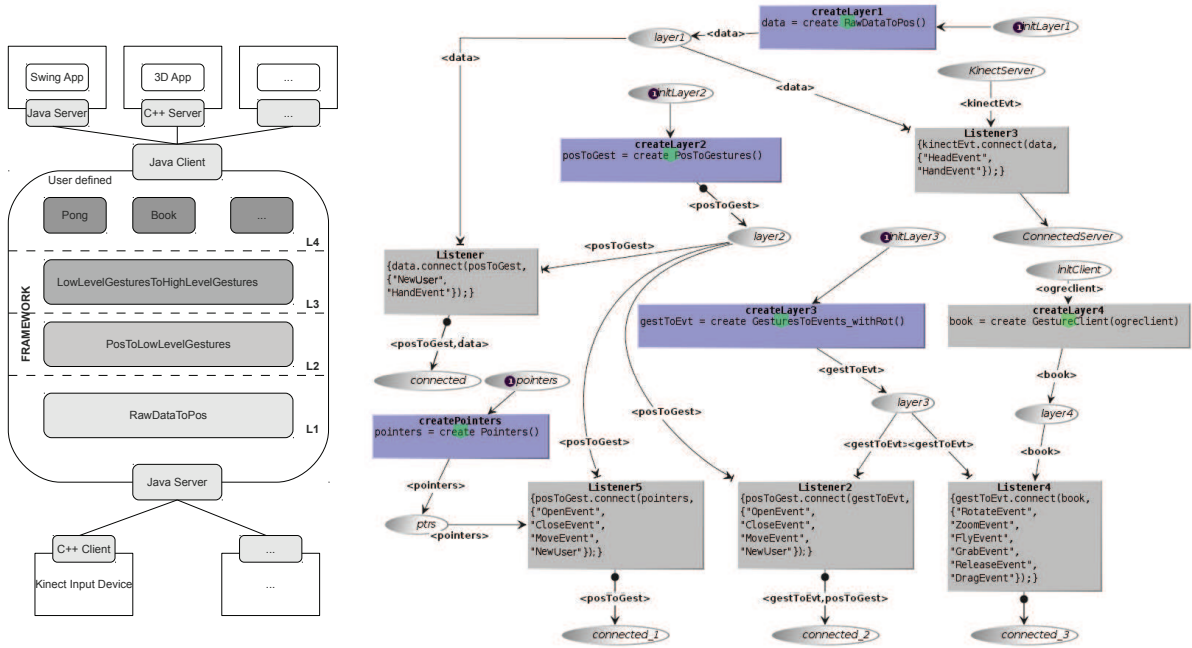 Swing App
3D App
...
Java Server
C++ Server
...
Java Client
User defined
Pong
Book
...
L4
LowLevelGesturesToHighLevelGestures
L3
FRAMEWORK
PosToLowLevelGestures
L2
RawDataToPos
L1
Java Server
C++ Client
...
Kinect Input Device
...
createLayer1
data = create RawDataToPos()
1 initLayer1
<data>
layer1
<data>
<data>
KinectServer
<kinectEvt>
1 initLayer2
createLayer2
posToGest = create PosToGestures()
Listener3
{kinectEvt.connect(data,
{"HeadEvent",
"HandEvent"});}
<posToGest>
layer2
<posToGest>
1 initLayer3
ConnectedServer
Listener
{data.connect(posToGest,
{"NewUser",
"HandEvent"});}
initClient
<ogreclient>
createLayer3
gestToEvt = create GesturesToEvents_withRot()
createLayer4
book = create GestureClient(ogreclient)
<posToGest,data>
connected
1 pointers
<gestToEvt>
<book>
layer3
layer4
createPointers
pointers = create Pointers()
<posToGest>
<posToGest>
<gestToEvt>
<gestToEvt>
<book>
<pointers>
ptrs
<pointers>
Listener5
{posToGest.connect(pointers,
{"OpenEvent",
"CloseEvent",
"MoveEvent",
"NewUser"});}
Listener2
{posToGest.connect(gestToEvt,
{"OpenEvent",
"CloseEvent",
"MoveEvent",
"NewUser"});}
Listener4
{gestToEvt.connect(book,
{"RotateEvent",
"ZoomEvent",
"FlyEvent",
"GrabEvent",
"ReleaseEvent",
"DragEvent"});}
<posToGest>
<gestToEvt,posToGest>
<book>
connected_1
connected_2
connected_3